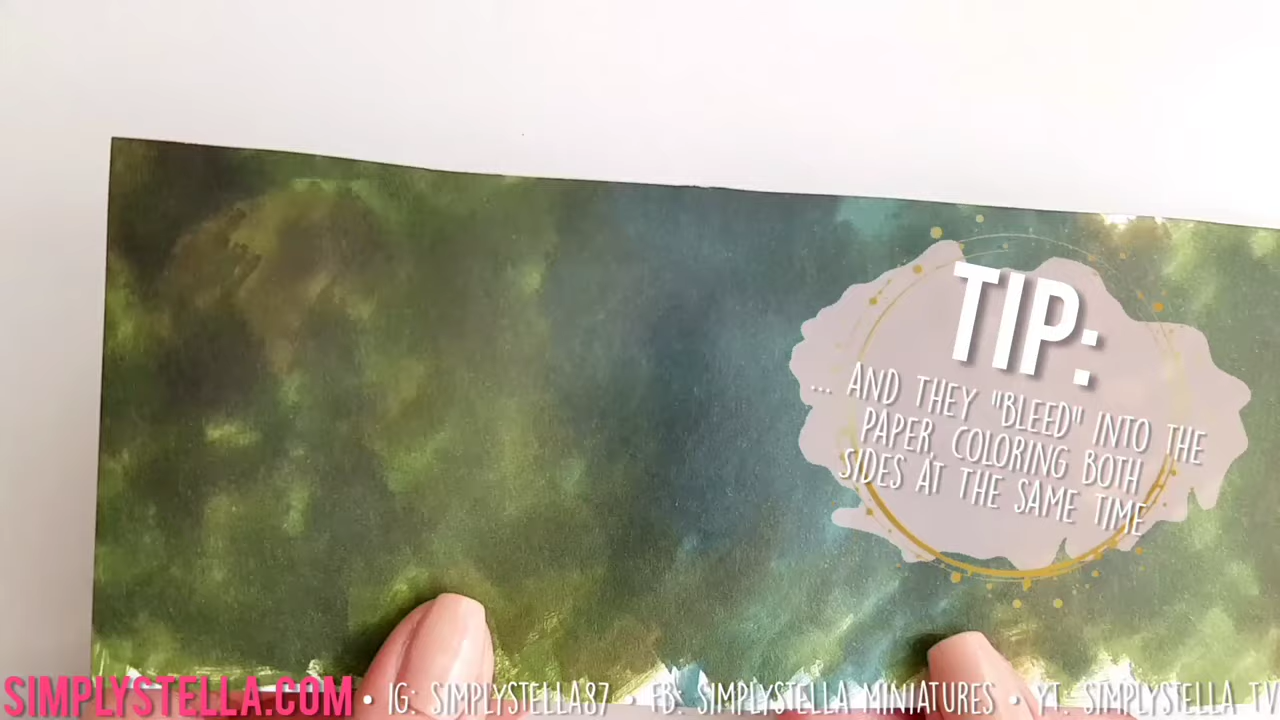 TIP:
... AND THEY "BLEED" INTO THE
PAPER, COLORING BOTH
SIDES AT THE SAME TIME
SIMPLYSTELLA.COM • IG: SIMPLYSTELLA87 • FB: SIMPLYSTELLA MINIATURES • YT: SIMPLYSTELLA TV